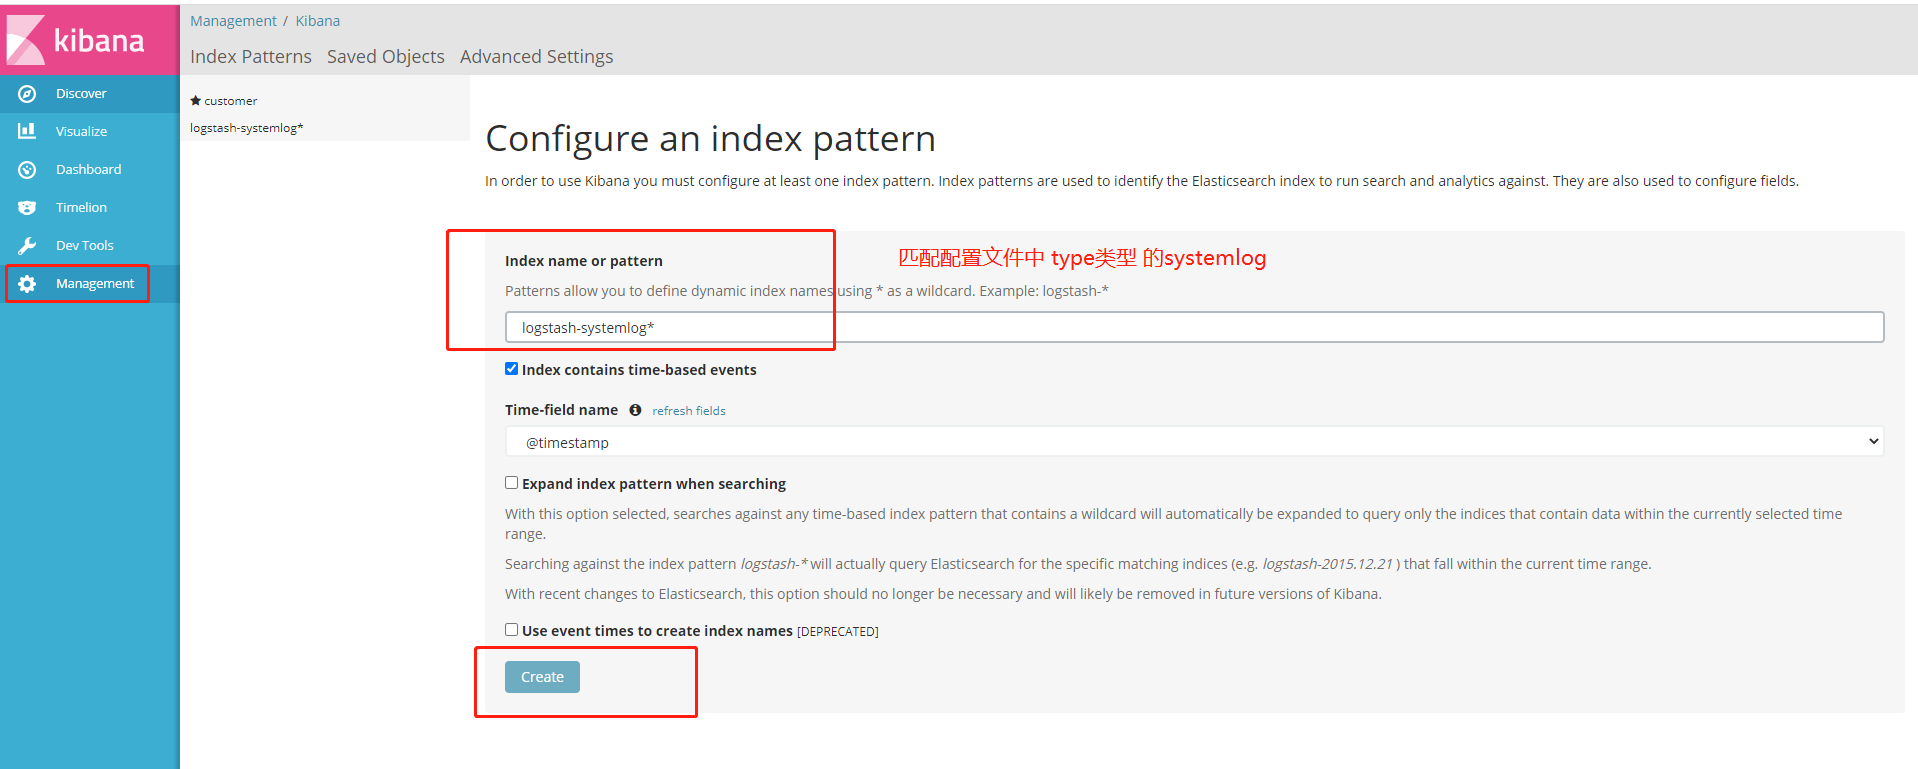 kibana
Management / Kibana
Index Patterns Saved Objects Advanced Settings
Discover
Visualize
Dashboard
Timelion
Dev Tools
Management
customer
logstash-systemlog*
Configure an index pattern
In order to use Kibana you must configure at least one index pattern. Index patterns are used to identify the Elasticsearch index to run search and analytics against. They are also used to configure fields.
Index name or pattern
匹配配置文件中 type类型 的systemlog
Patterns allow you to define dynamic index names using * as a wildcard. Example: logstash-*
logstash-systemlog*
Index contains time-based events
Time-field name refresh fields
@timestamp
Expand index pattern when searching
With this option selected, searches against any time-based index pattern that contains a wildcard will automatically be expanded to query only the indices that contain data within the currently selected time
range.
Searching against the index pattern logstash-* will actually query Elasticsearch for the specific matching indices (e.g. logstash-2015.12.21 ) that fall within the current time range.
With recent changes to Elasticsearch, this option should no longer be necessary and will likely be removed in future versions of Kibana.
Use event times to create index names [DEPRECATED]
Create